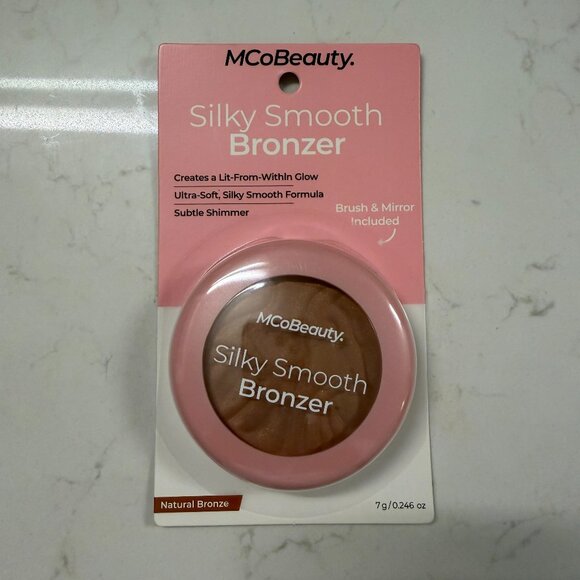 MCoBeauty.
Silky Smooth
Bronzer
Creates a Lit-From-Within Glow
Ultra-Soft, Silky Smooth Formula
Subtle Shimmer
Brush & Mirror
Included
MCoBeauty.
Silky Smooth
Bronzer
Natural Bronze
7 g/0.246 oz